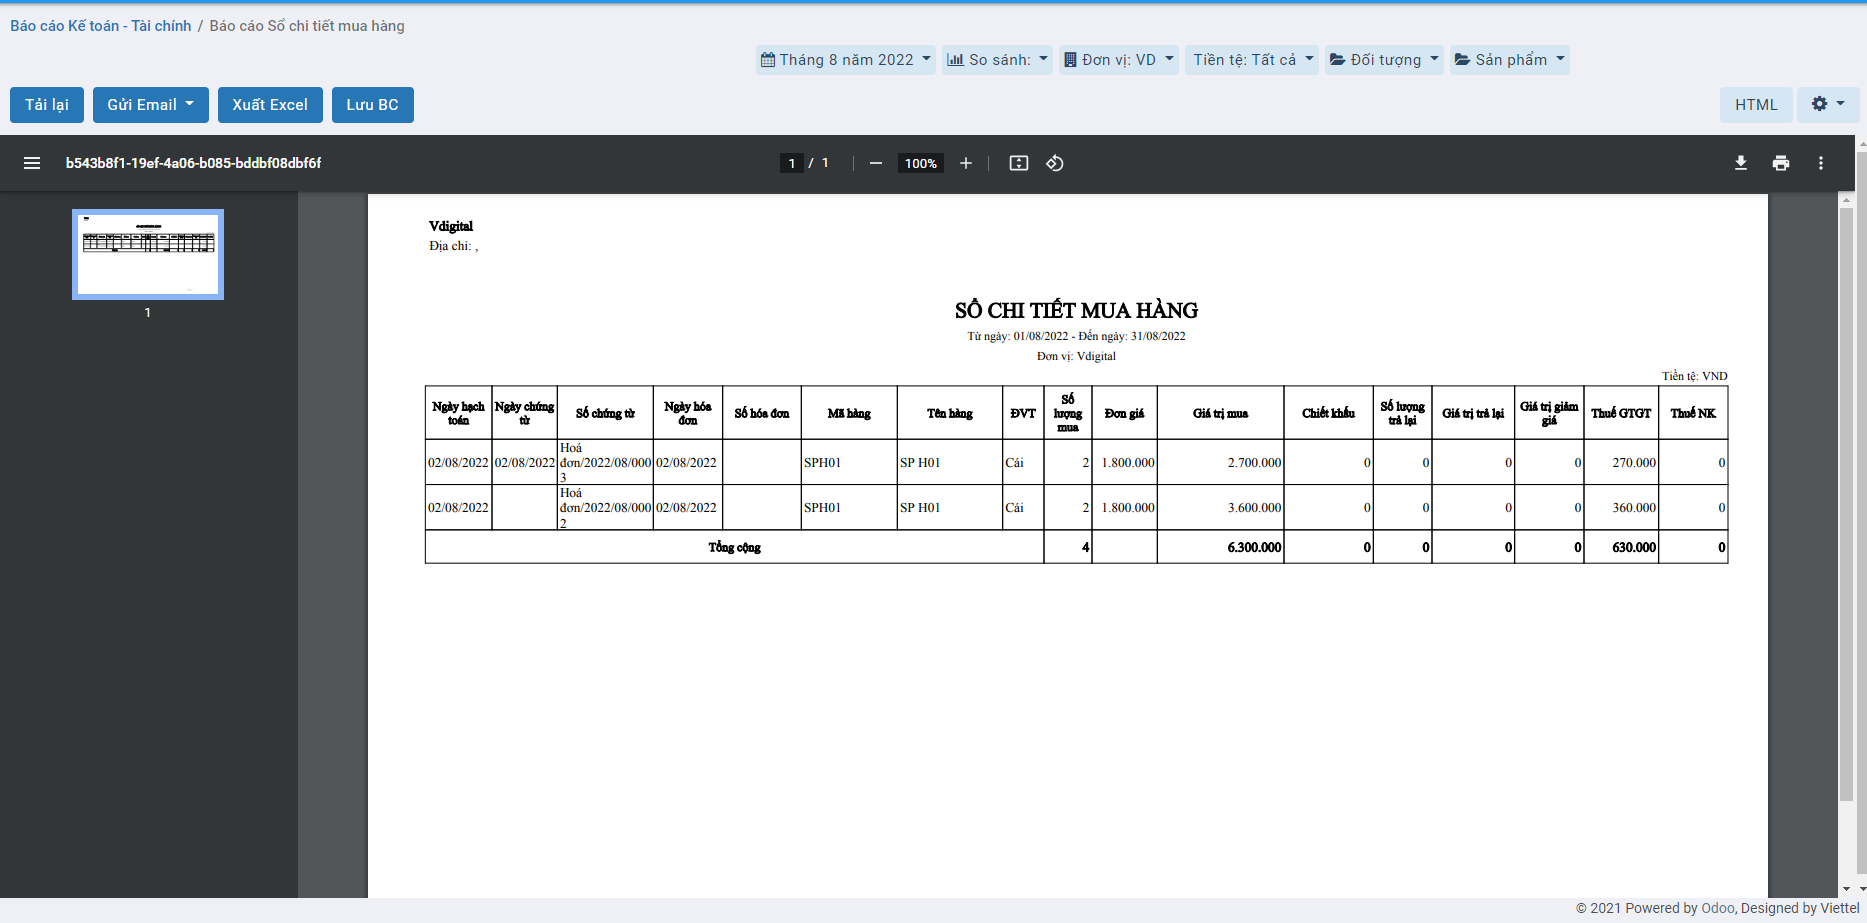 Báo cáo Kế toán - Tài chính / Báo cáo Sổ chi tiết mua hàng
Tháng 8 năm 2022 So sánh: Đơn vị: VD Tiền tệ: Tất cả Đối tượng Sản phẩm
Tải lại Gửi Email Xuất Excel Lưu BC HTML
b543b8f1-19ef-4a06-b085-bddbf08dbf6f 1 / 1 100%
1
Vdigital
Địa chỉ: ,
SỔ CHI TIẾT MUA HÀNG
Từ ngày: 01/08/2022 - Đến ngày: 31/08/2022
Đơn vị: Vdigital
Tiền tệ: VND
Ngày hạch toán Ngày chứng từ Số chứng từ Ngày hóa đơn Số hóa đơn Mã hàng Tên hàng ĐVT Số lượng mua Đơn giá Giá trị mua Chiết khấu Số lượng trả lại Giá trị trả lại Giá trị giảm giá Thuế GTGT Thuế NK
02/08/2022 02/08/2022 Hoá đơn/2022/08/0003 02/08/2022 SPH01 SP H01 Cái 2 1.800.000 2.700.000 0 0 0 0 270.000 0
02/08/2022 Hoá đơn/2022/08/0002 02/08/2022 SPH01 SP H01 Cái 2 1.800.000 3.600.000 0 0 0 0 360.000 0
Tổng cộng 4 6.300.000 0 0 0 0 630.000 0
© 2021 Powered by Odoo, Designed by Viettel